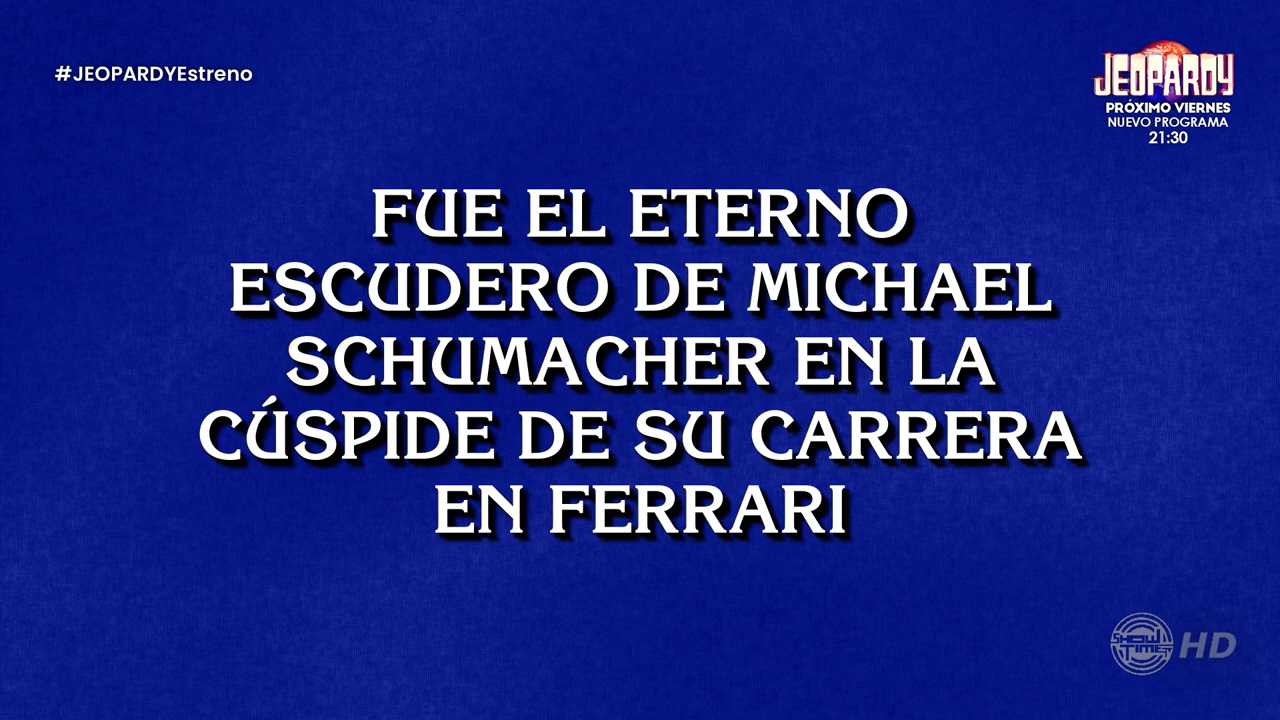 #JEOPARDYEstreno
JEOPARDY
PRÓXIMO VIERNES
NUEVO PROGRAMA
21:30
FUE EL ETERNO
ESCUDERO DE MICHAEL
SCHUMACHER EN LA
CÚSPIDE DE SU CARRERA
EN FERRARI
SHOWTIME HD